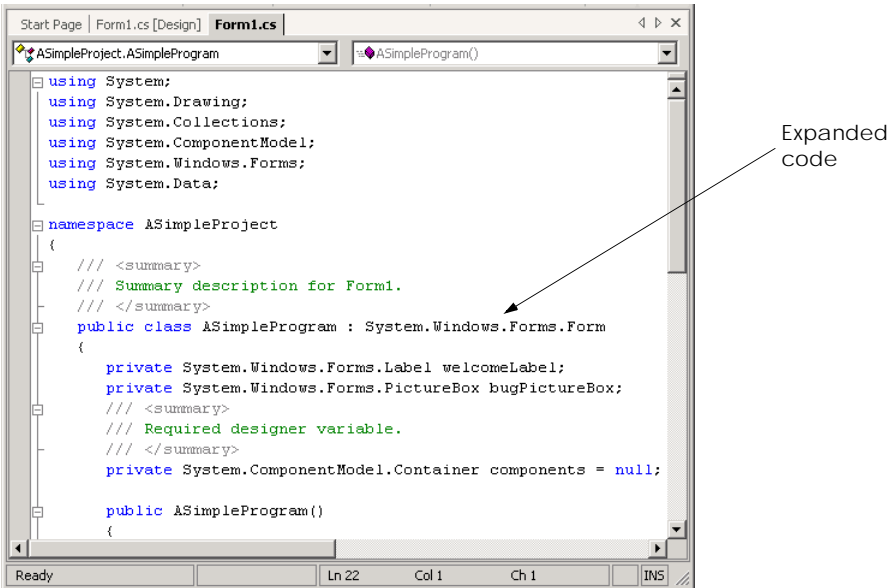 Start Page Form1.cs [Design] Form1.cs
ASimpleProject.ASimpleProgram ASimpleProgram()
using System;
using System.Drawing;
using System.Collections;
using System.ComponentModel;
using System.Windows.Forms;
using System.Data;
namespace ASimpleProject
{
/// <summary>
/// Summary description for Form1.
/// </summary>
public class ASimpleProgram : System.Windows.Forms.Form
{
private System.Windows.Forms.Label welcomeLabel;
private System.Windows.Forms.PictureBox bugPictureBox;
/// <summary>
/// Required designer variable.
/// </summary>
private System.ComponentModel.Container components = null;
public ASimpleProgram()
{
Ready Ln 22 Col 1 Ch 1 INS
Expanded
code